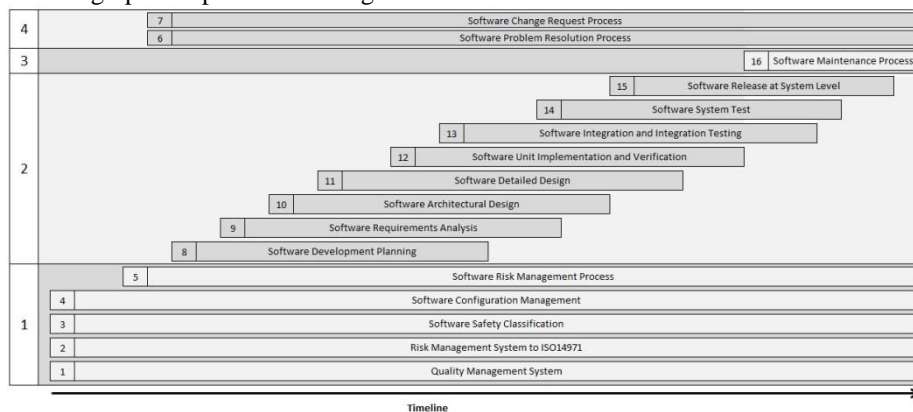 4
7 Software Change Request Process
6 Software Problem Resolution Process
3
16 Software Maintenance Process
2
15 Software Release at System Level
14 Software System Test
13 Software Integration and Integration Testing
12 Software Unit Implementation and Verification
11 Software Detailed Design
10 Software Architectural Design
9 Software Requirements Analysis
8 Software Development Planning
1
5 Software Risk Management Process
4 Software Configuration Management
3 Software Safety Classification
2 Risk Management System to ISO14971
1 Quality Management System
Timeline